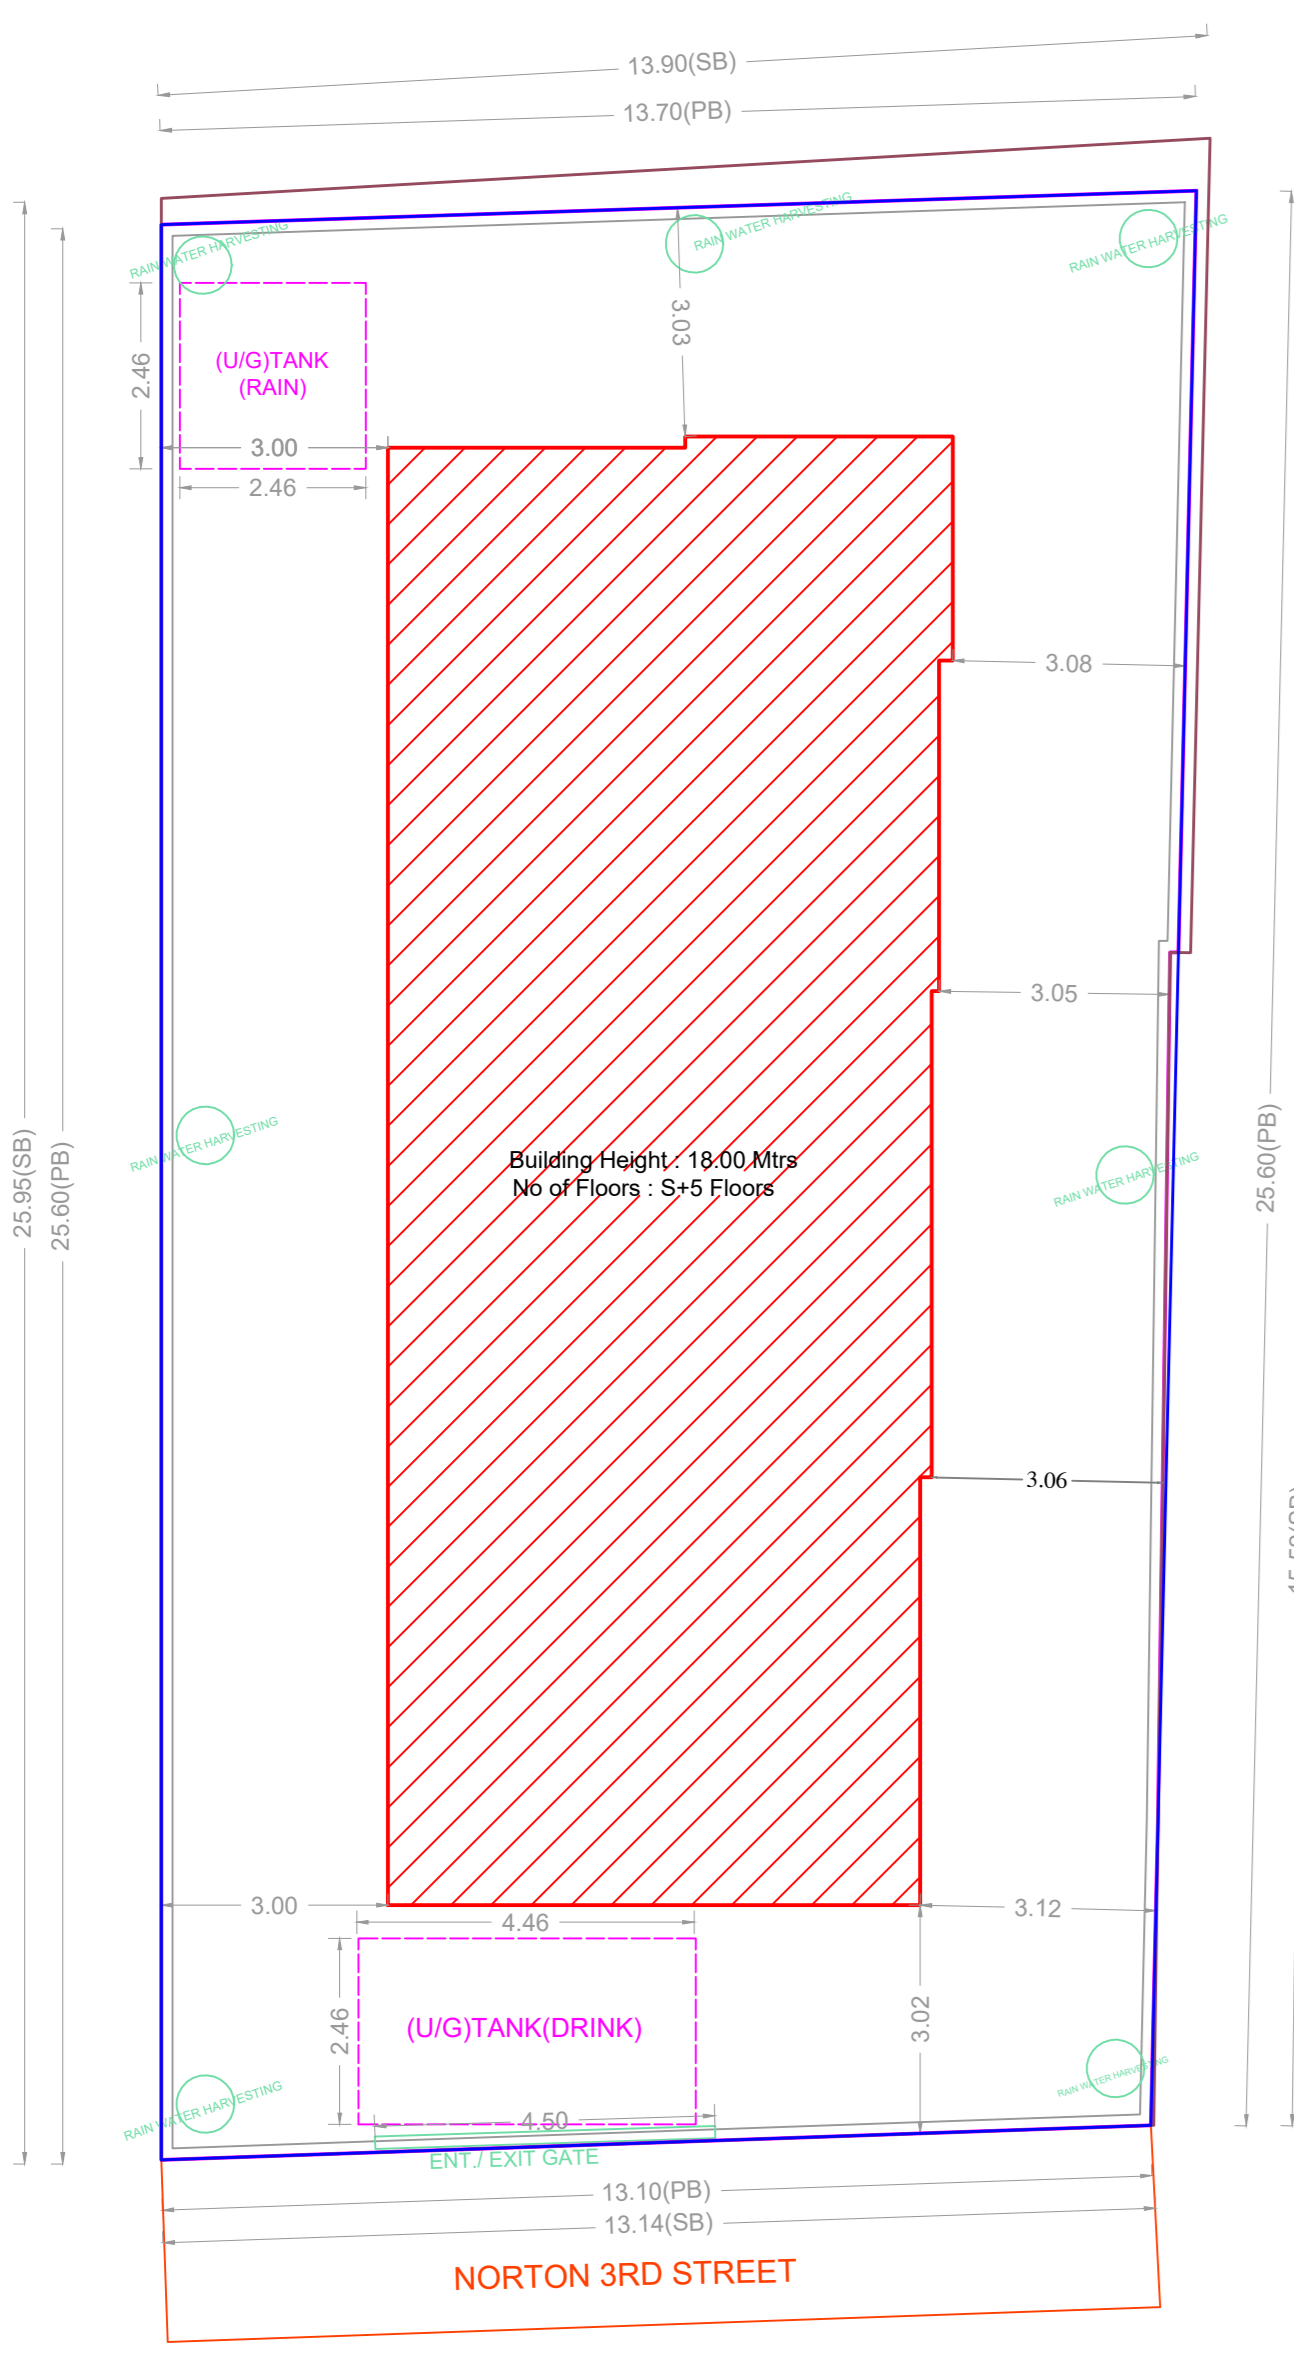 13.90(SB)
13.70(PB)
RAIN WATER HARVESTING
RAIN WATER HARVESTING
RAIN WATER HARVESTING
3.03
2.46
(U/G)TANK
(RAIN)
3.00
2.46
3.08
3.05
25.95(SB)
25.60(PB)
25.60(PB)
RAIN WATER HARVESTING
RAIN WATER HARVESTING
Building Height : 18.00 Mtrs
No of Floors : S+5 Floors
3.06
3.00
4.46
3.12
2.46
(U/G)TANK(DRINK)
3.02
RAIN WATER HARVESTING
RAIN WATER HARVESTING
4.50
ENT./ EXIT GATE
13.10(PB)
13.14(SB)
NORTON 3RD STREET